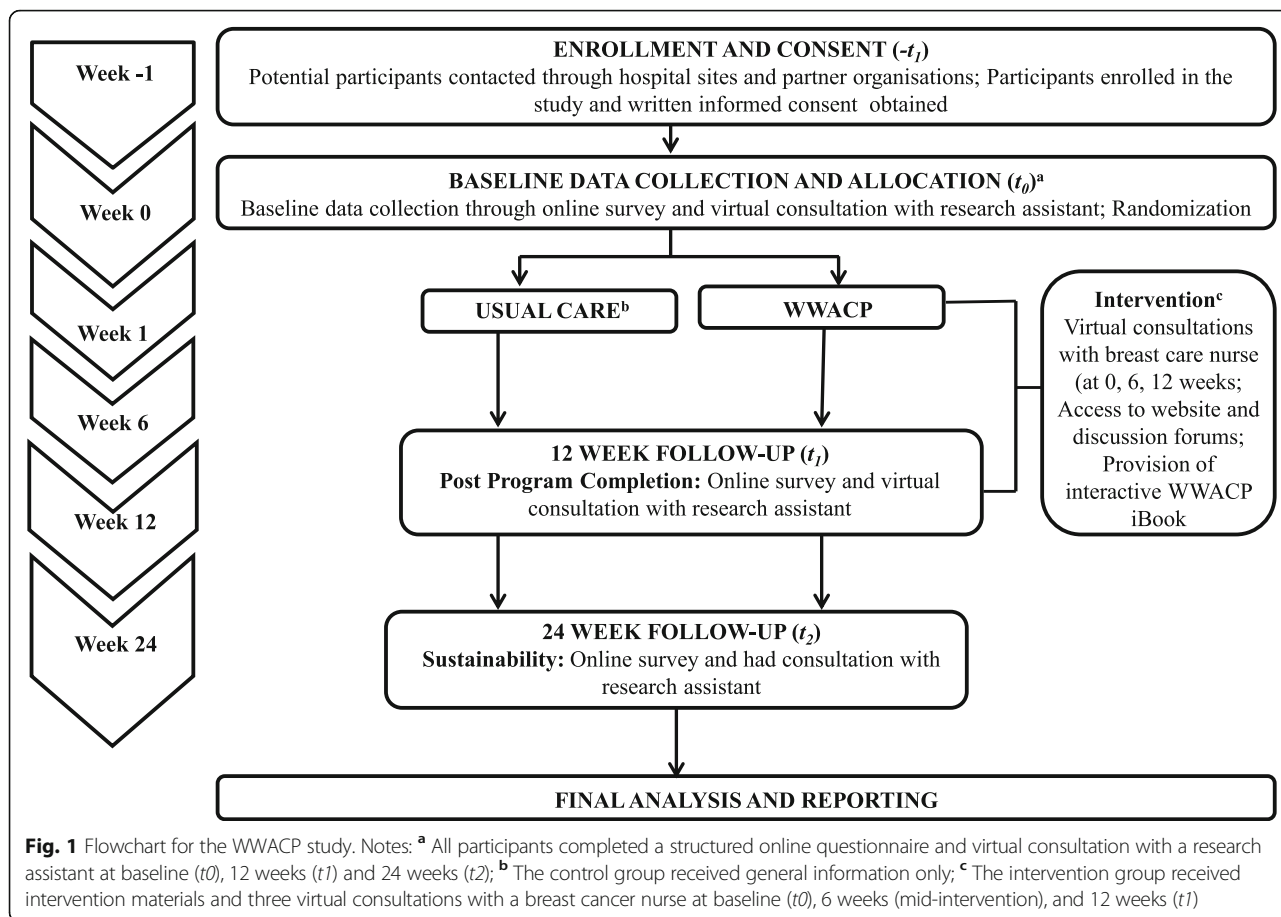 Week -1
ENROLLMENT AND CONSENT (-t1)
Potential participants contacted through hospital sites and partner organisations; Participants enrolled in the
study and written informed consent obtained
Week 0
BASELINE DATA COLLECTION AND ALLOCATION (t0)a
Baseline data collection through online survey and virtual consultation with research assistant; Randomization
Week 1
USUAL CAREb
WWACP
Interventionc
Virtual consultations
with breast care nurse
(at 0, 6, 12 weeks;
Access to website and
discussion forums;
Provision of
interactive WWACP
iBook
Week 6
Week 12
12 WEEK FOLLOW-UP (t1)
Post Program Completion: Online survey and virtual
consultation with research assistant
Week 24
24 WEEK FOLLOW-UP (t2)
Sustainability: Online survey and had consultation with
research assistant
FINAL ANALYSIS AND REPORTING
Fig. 1 Flowchart for the WWACP study. Notes: a All participants completed a structured online questionnaire and virtual consultation with a research
assistant at baseline (t0), 12 weeks (t1) and 24 weeks (t2); b The control group received general information only; c The intervention group received
intervention materials and three virtual consultations with a breast cancer nurse at baseline (t0), 6 weeks (mid-intervention), and 12 weeks (t1)